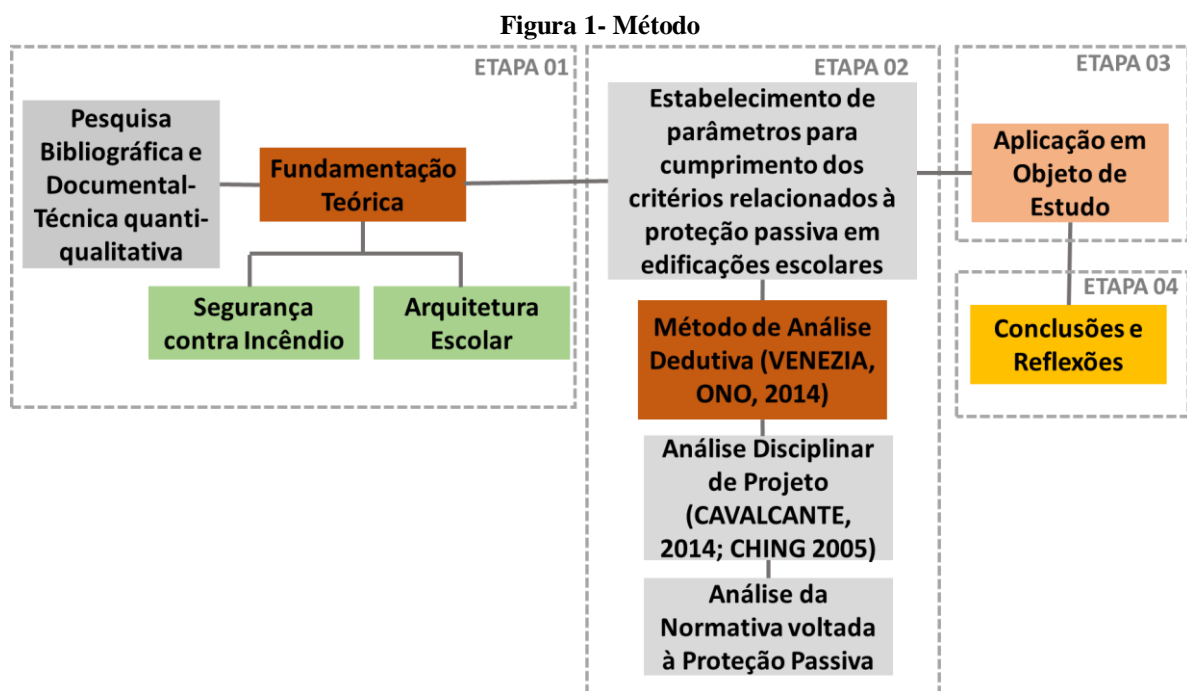 Figura 1- Método
ETAPA 01
Pesquisa
Bibliográfica e
Documental-
Técnica quanti-
qualitativa
Fundamentação
Teórica
Segurança
contra Incêndio
Arquitetura
Escolar
ETAPA 02
Estabelecimento de
parâmetros para
cumprimento dos
critérios relacionados à
proteção passiva em
edificações escolares
Método de Análise
Dedutiva (VENEZIA,
ONO, 2014)
Análise Disciplinar
de Projeto
(CAVALCANTE,
2014; CHING 2005)
Análise da
Normativa voltada
à Proteção Passiva
ETAPA 03
Aplicação em
Objeto de
Estudo
ETAPA 04
Conclusões e
Reflexões